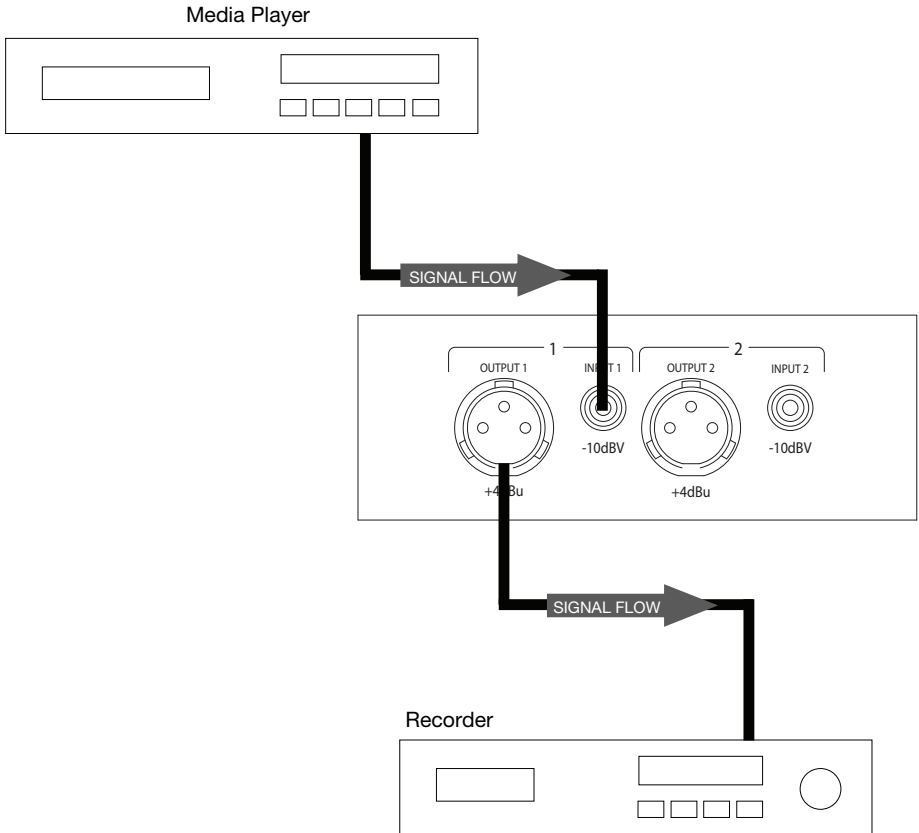 Media Player
SIGNAL FLOW
1
2
OUTPUT 1
INPUT 1
OUTPUT 2
INPUT 2
-10dBV
-10dBV
+4dBu
+4dBu
SIGNAL FLOW
Recorder